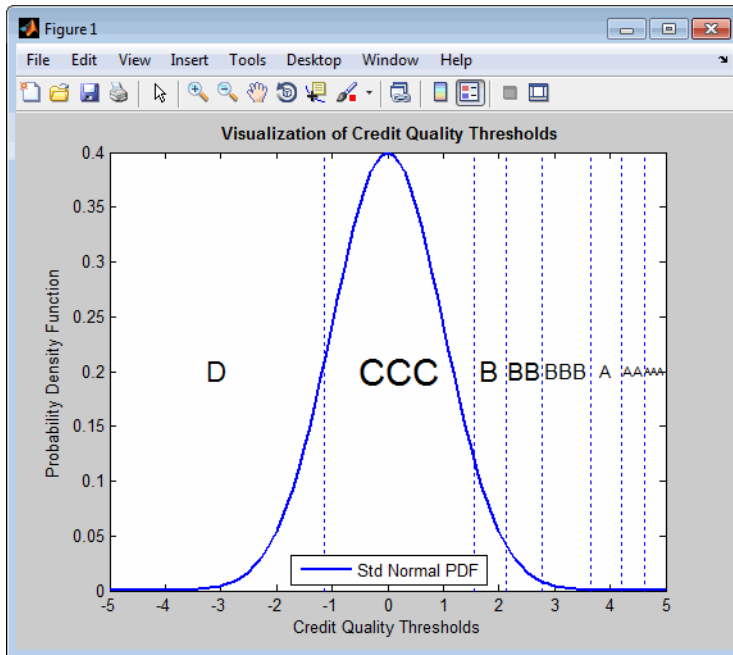 Figure 1
File Edit View Insert Tools Desktop Window Help
Visualization of Credit Quality Thresholds
Probability Density Function
0.4
0.35
0.3
0.25
0.2
0.15
0.1
0.05
0
D CCC B BB BBB A AA AAA
Std Normal PDF
-5 -4 -3 -2 -1 0 1 2 3 4 5
Credit Quality Thresholds